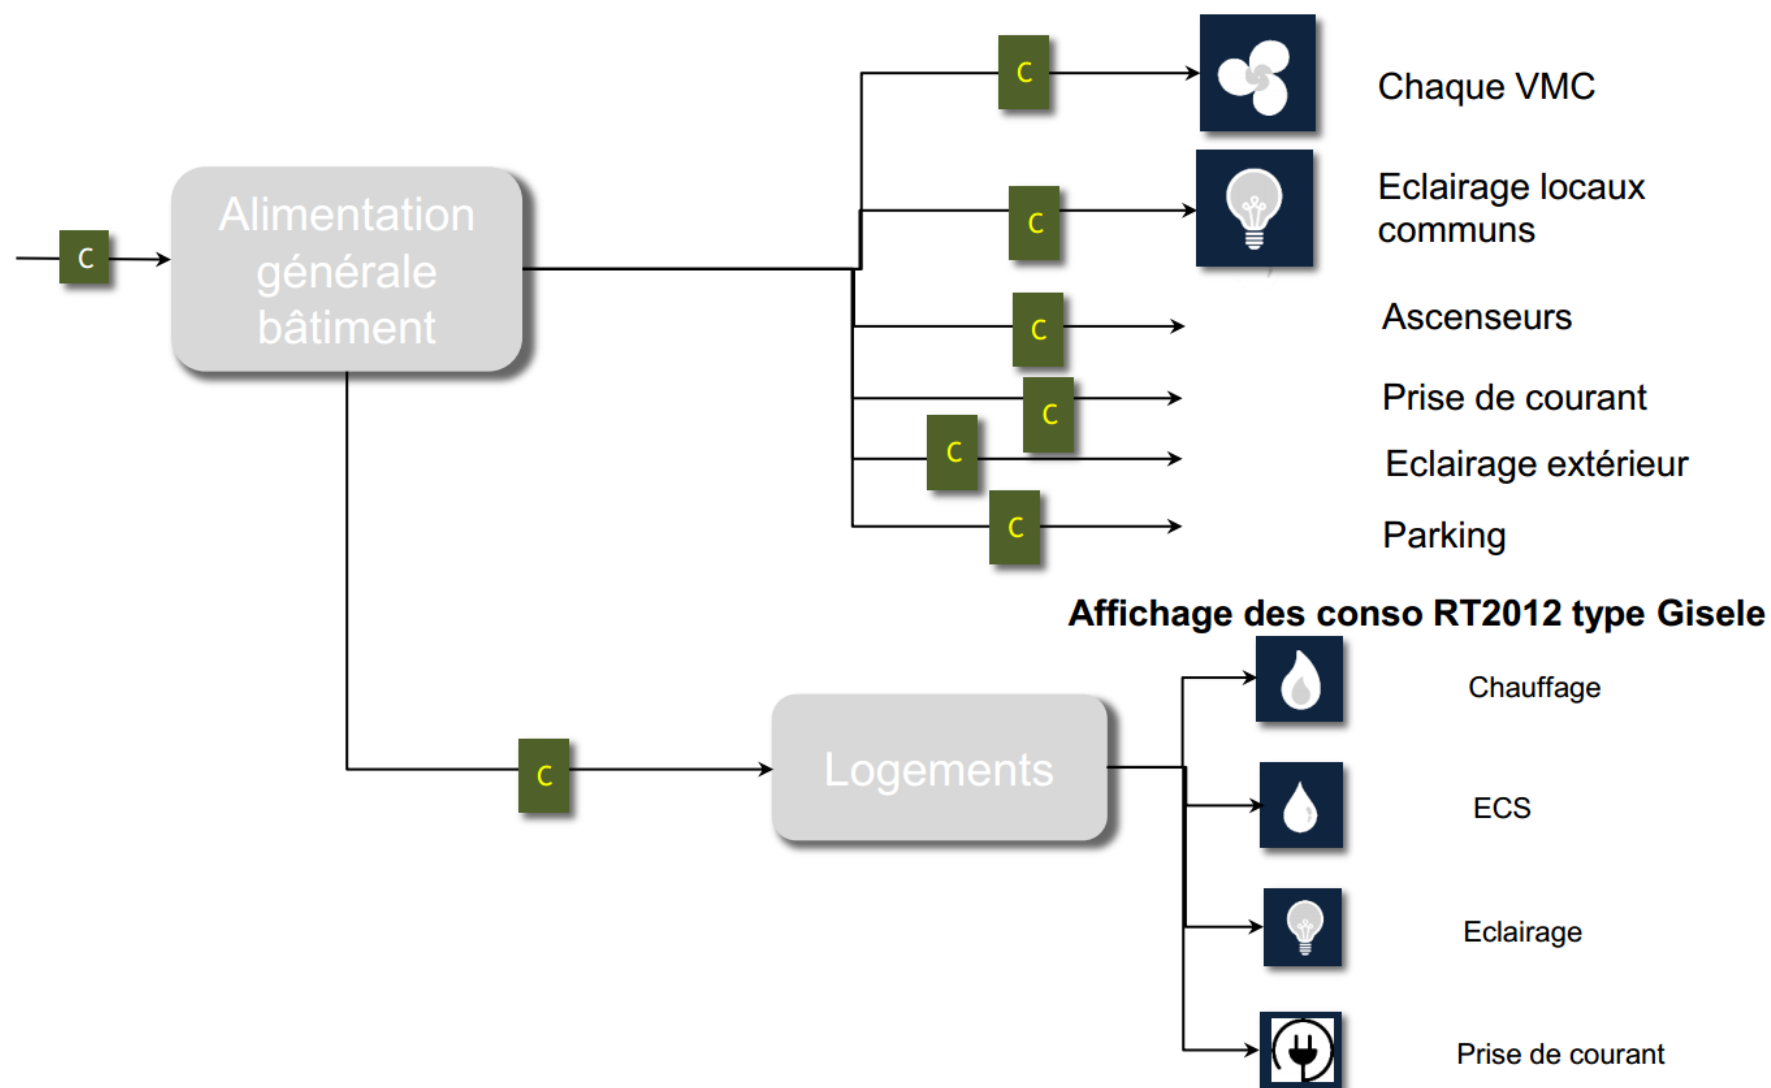 C
Chaque VMC
C
Alimentation
générale
bâtiment
C
Eclairage locaux
communs
C
Ascenseurs
C
Prise de courant
C
Eclairage extérieur
C
Parking
Affichage des conso RT2012 type Gisele
C
Logements
Chauffage
ECS
Eclairage
Prise de courant